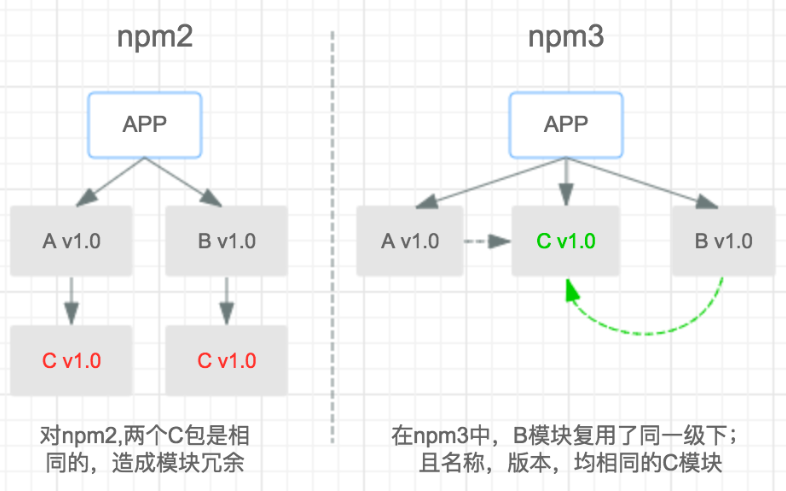 npm2
APP
A v1.0
B v1.0
C v1.0
C v1.0
对npm2,两个C包是相
同的，造成模块冗余
npm3
APP
A v1.0
C v1.0
B v1.0
在npm3中，B模块复用了同一级下；
且名称，版本，均相同的C模块